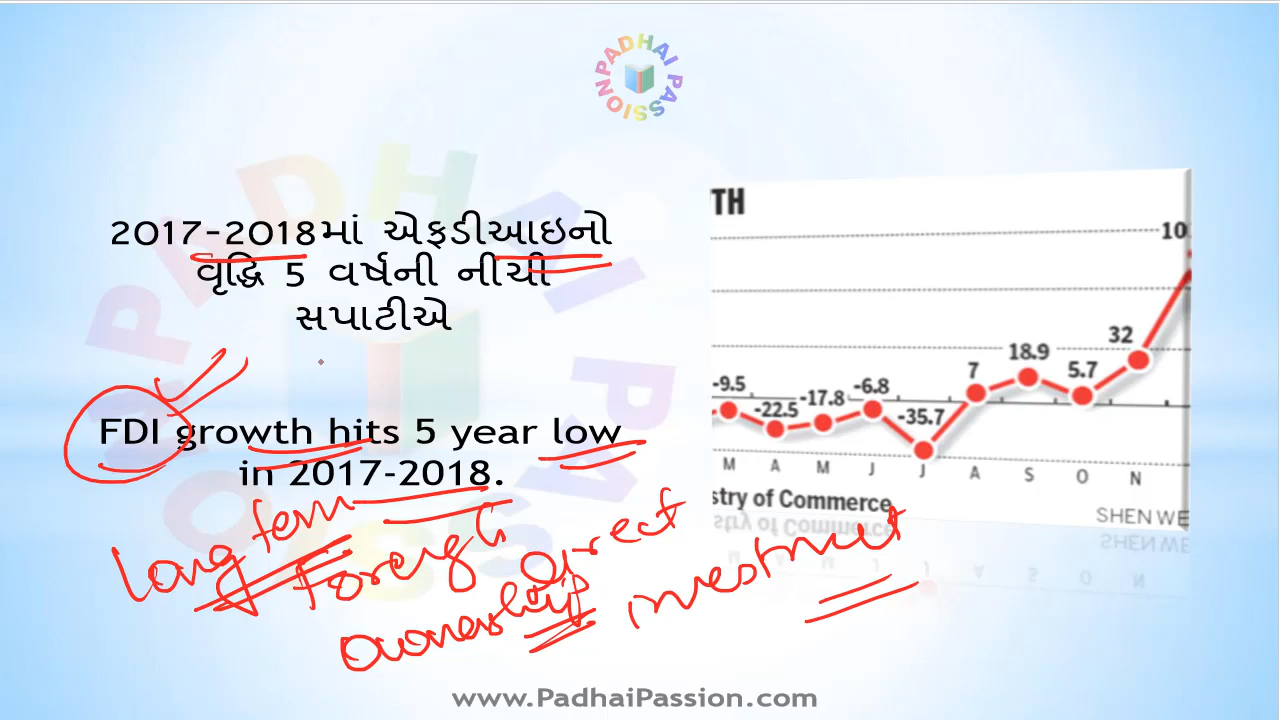 PADHAI PASSION
TH
2017-2018માં એફડીઆઇનો
વૃદ્ધિ 5 વર્ષની નીચી
સપાટીએ
FDI growth hits 5 year low
in 2017-2018.
Long term
Foreign
direct
ownership
investment
10
32
18.9
7
5.7
-9.5
-22.5
-17.8
-6.8
-35.7
M A M J J A S O N
stry of Commerce
SHEN WE
www.PadhaiPassion.com